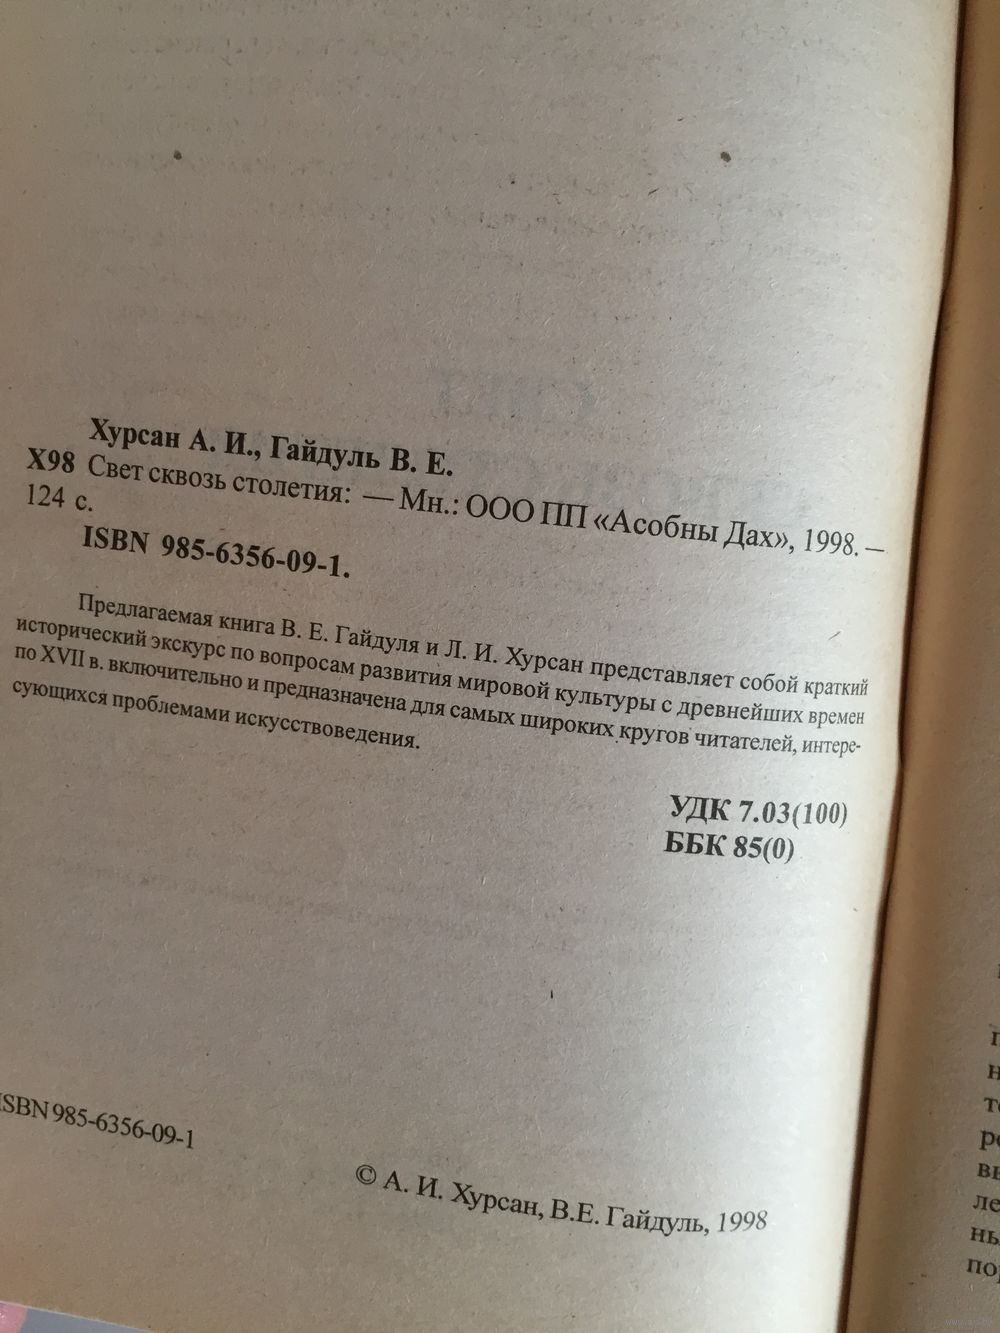 Хурсан А. И., Гайдуль В. Е.
Х98 Свет сквозь столетия: — Мн.: ООО ПП «Асобны Дах», 1998. —
124 с.
ISBN 985-6356-09-1.
Предлагаемая книга В. Е. Гайдуля и Л. И. Хурсан представляет собой краткий
исторический экскурс по вопросам развития мировой культуры с древнейших времен
по XVII в. включительно и предназначена для самых широких кругов читателей, интере-
сующихся проблемами искусствоведения.
УДК 7.03(100)
ББК 85(0)
ISBN 985-6356-09-1
© А. И. Хурсан, В.Е. Гайдуль, 1998